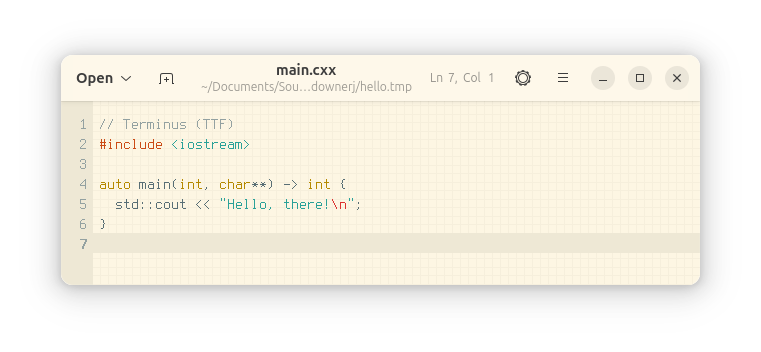 Open
main.cxx
~/Documents/Sou…downerj/hello.tmp
Ln 7, Col 1
1 // Terminus (TTF)
2 #include <iostream>
3
4 auto main(int, char**) -> int {
5   std::cout << "Hello, there!\n";
6 }
7